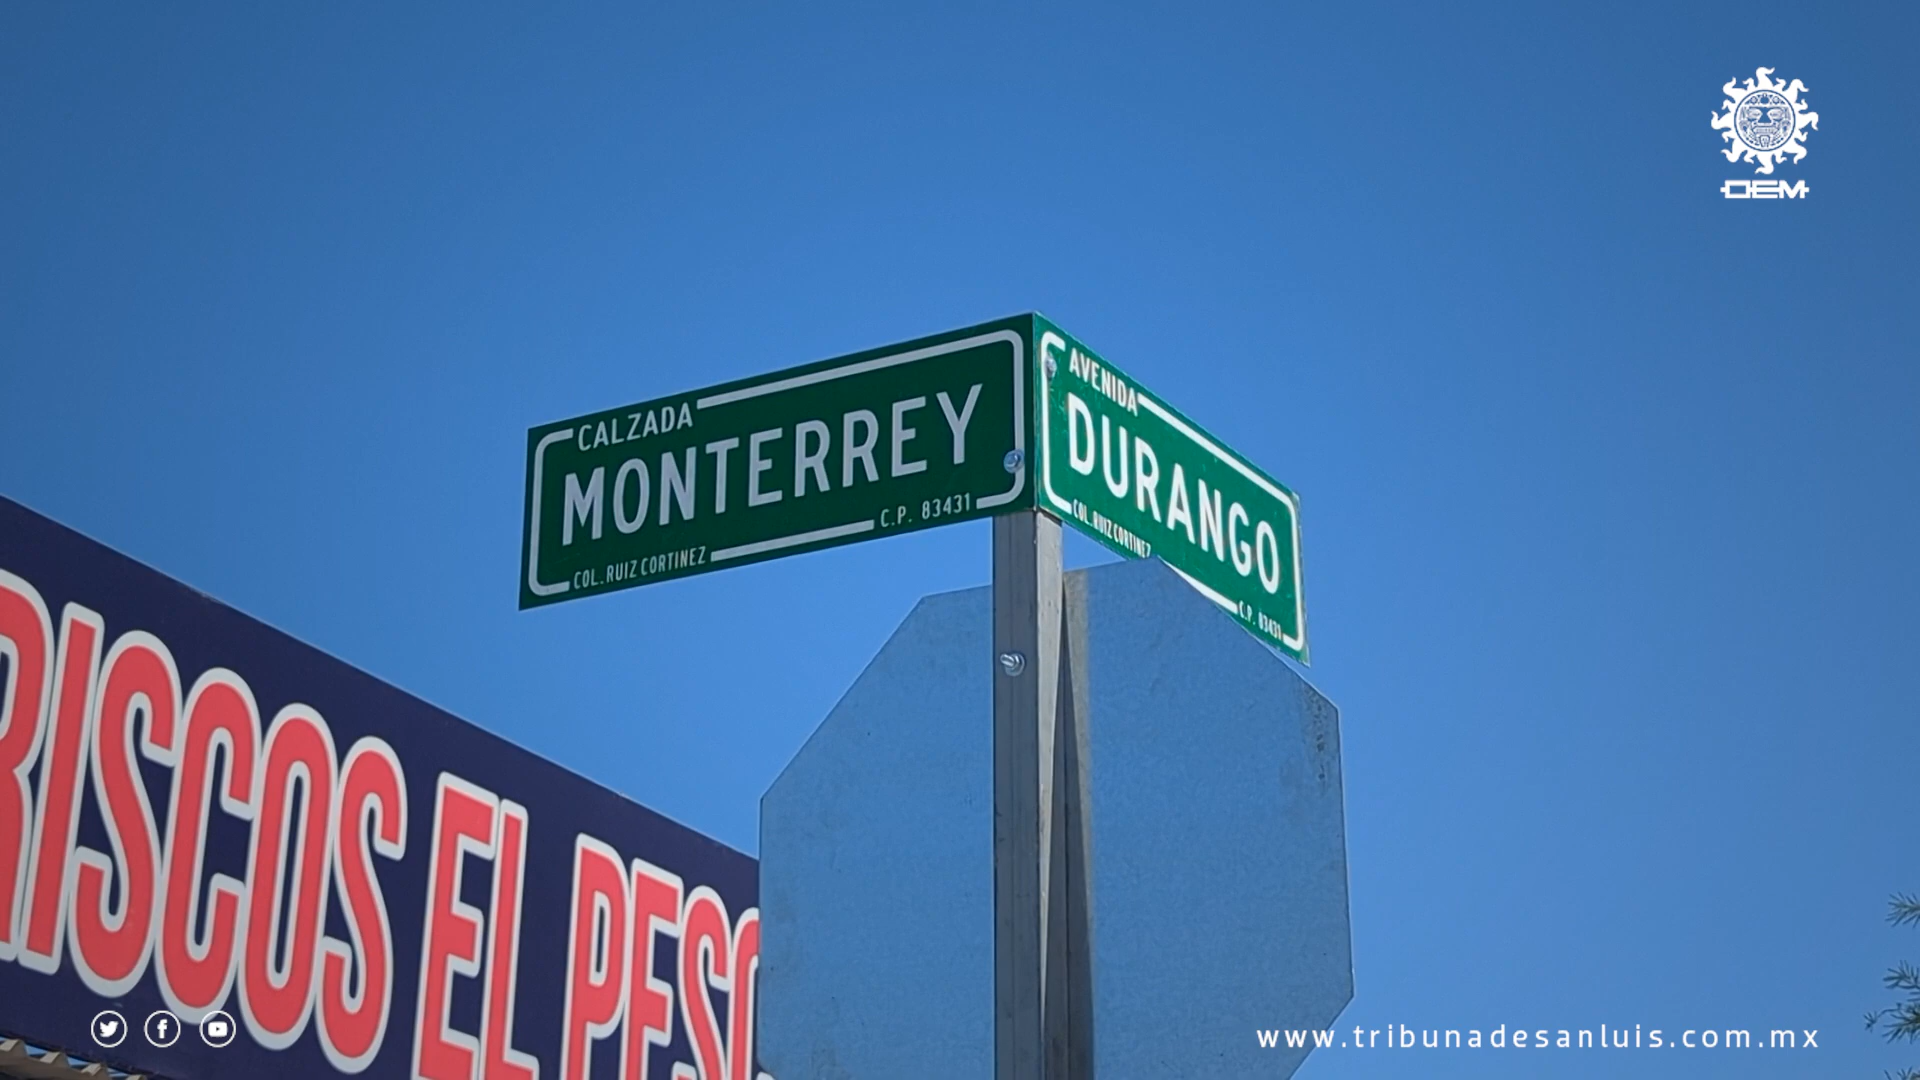 OEM
CALZADA
MONTERREY
COL. RUIZ CORTINEZ
C.P. 83431
AVENIDA
DURANGO
COL. RUIZ CORTINEZ
C.P. 83431
RISCOS EL PESC
www.tribunadesanluis.com.mx